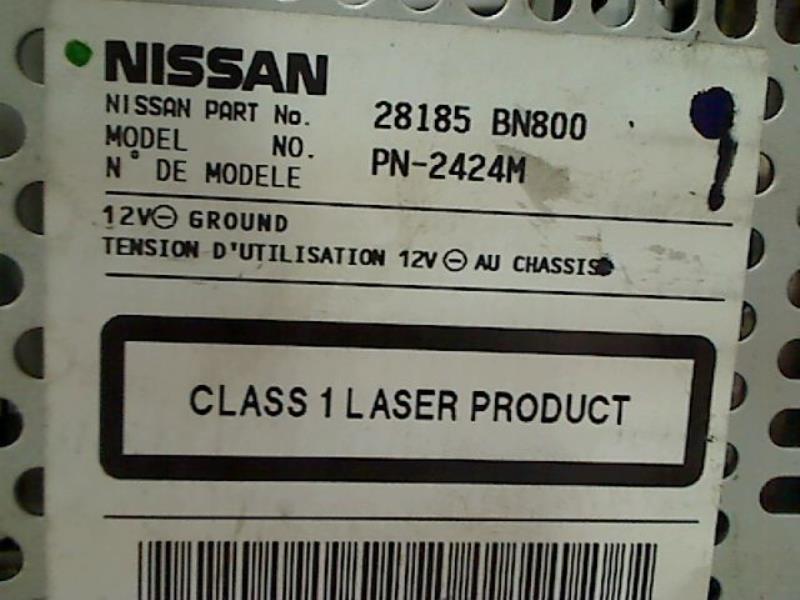 NISSAN
NISSAN PART No. 28185 BN800
MODEL NO. PN-2424M
N° DE MODELE
12V⊖ GROUND
TENSION D'UTILISATION 12V⊖ AU CHASSIS
CLASS 1 LASER PRODUCT